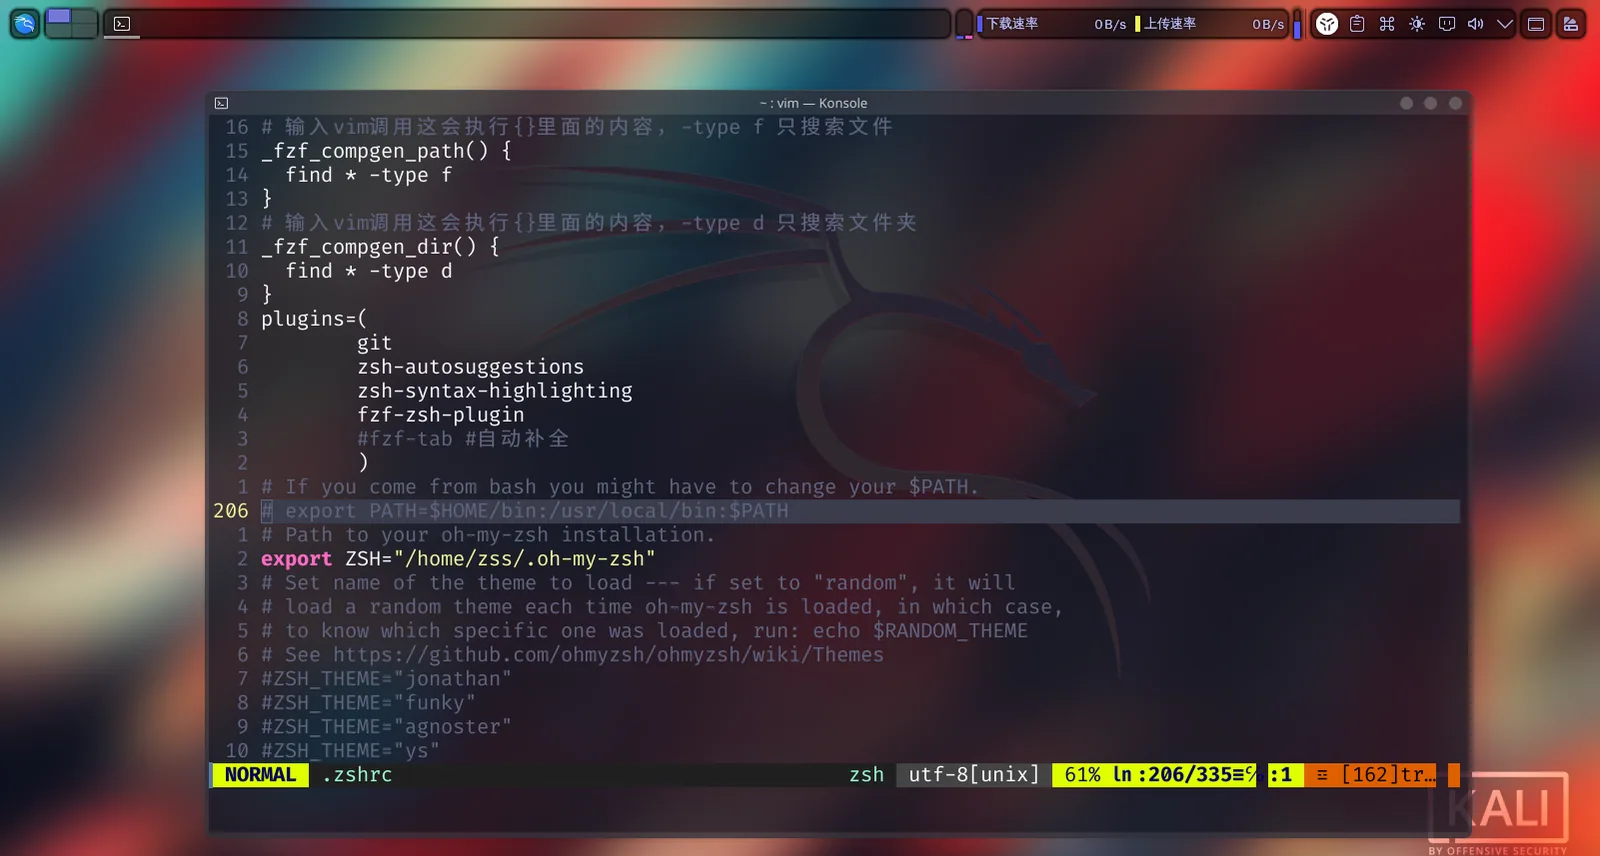 下载速率 0B/s 上传速率 0B/s
~ : vim — Konsole
16 # 输入vim调用这会执行{}里面的内容，-type f 只搜索文件
15 _fzf_compgen_path() {
14   find * -type f
13 }
12 # 输入vim调用这会执行{}里面的内容，-type d 只搜索文件夹
11 _fzf_compgen_dir() {
10   find * -type d
9 }
8 plugins=(
7         git
6         zsh-autosuggestions
5         zsh-syntax-highlighting
4         fzf-zsh-plugin
3         #fzf-tab #自动补全
2         )
1 # If you come from bash you might have to change your $PATH.
206 # export PATH=$HOME/bin:/usr/local/bin:$PATH
1 # Path to your oh-my-zsh installation.
2 export ZSH="/home/zss/.oh-my-zsh"
3 # Set name of the theme to load --- if set to "random", it will
4 # load a random theme each time oh-my-zsh is loaded, in which case,
5 # to know which specific one was loaded, run: echo $RANDOM_THEME
6 # See https://github.com/ohmyzsh/ohmyzsh/wiki/Themes
7 #ZSH_THEME="jonathan"
8 #ZSH_THEME="funky"
9 #ZSH_THEME="agnoster"
10 #ZSH_THEME="ys"
NORMAL .zshrc zsh utf-8[unix] 61% ln:206/335≡℅:1 ☲ [162]tr…
KALI
BY OFFENSIVE SECURITY